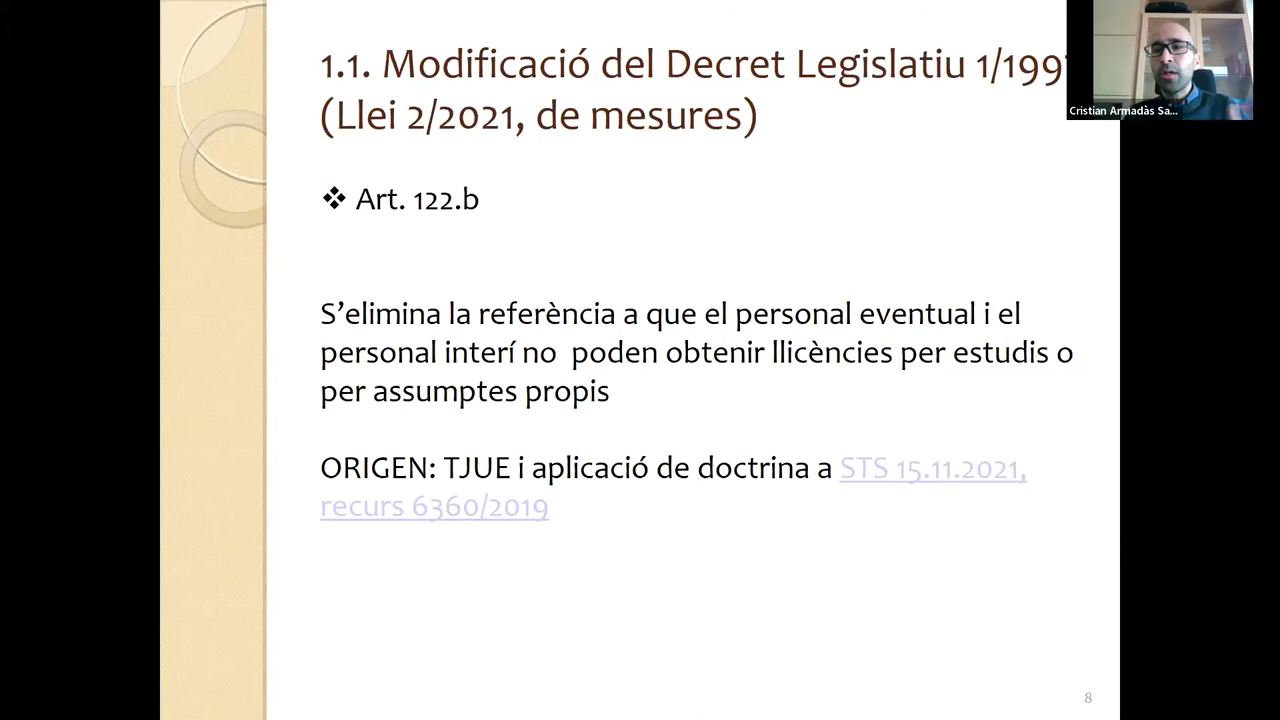 1.1. Modificació del Decret Legislatiu 1/199
(Llei 2/2021, de mesures)
Cristian Armadàs Sa...
❖ Art. 122.b
S’elimina la referència a que el personal eventual i el
personal interí no poden obtenir llicències per estudis o
per assumptes propis
ORIGEN: TJUE i aplicació de doctrina a STS 15.11.2021,
recurs 6360/2019
8